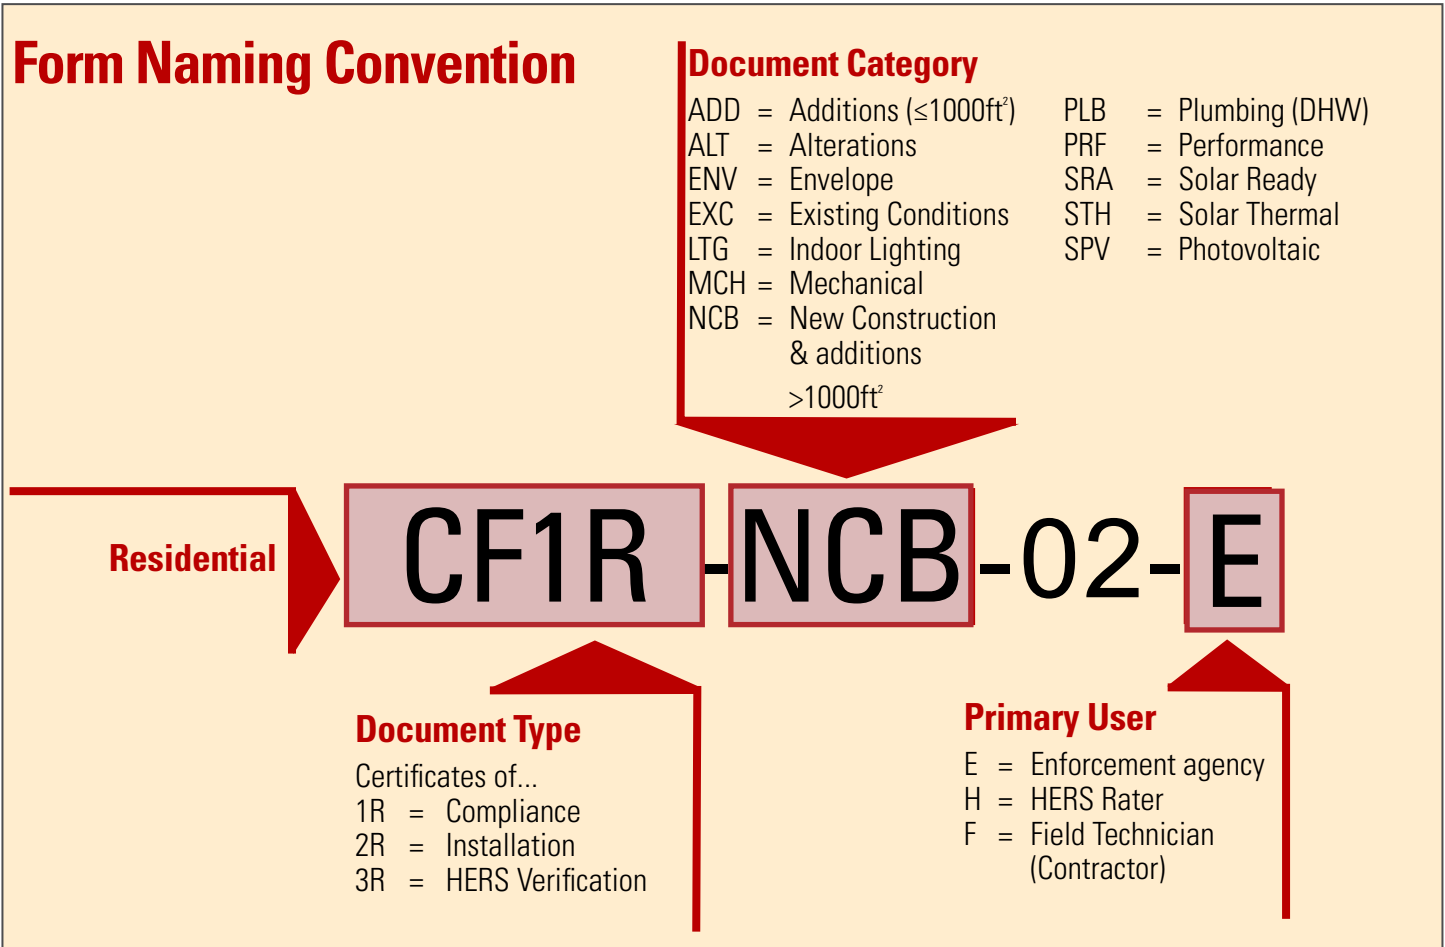 Form Naming Convention
Document Category
ADD = Additions (≤1000ft²)
ALT = Alterations
ENV = Envelope
EXC = Existing Conditions
LTG = Indoor Lighting
MCH = Mechanical
NCB = New Construction
& additions
>1000ft²
PLB = Plumbing (DHW)
PRF = Performance
SRA = Solar Ready
STH = Solar Thermal
SPV = Photovoltaic
Residential
CF1R-NCB-02-E
Document Type
Certificates of...
1R = Compliance
2R = Installation
3R = HERS Verification
Primary User
E = Enforcement agency
H = HERS Rater
F = Field Technician
(Contractor)